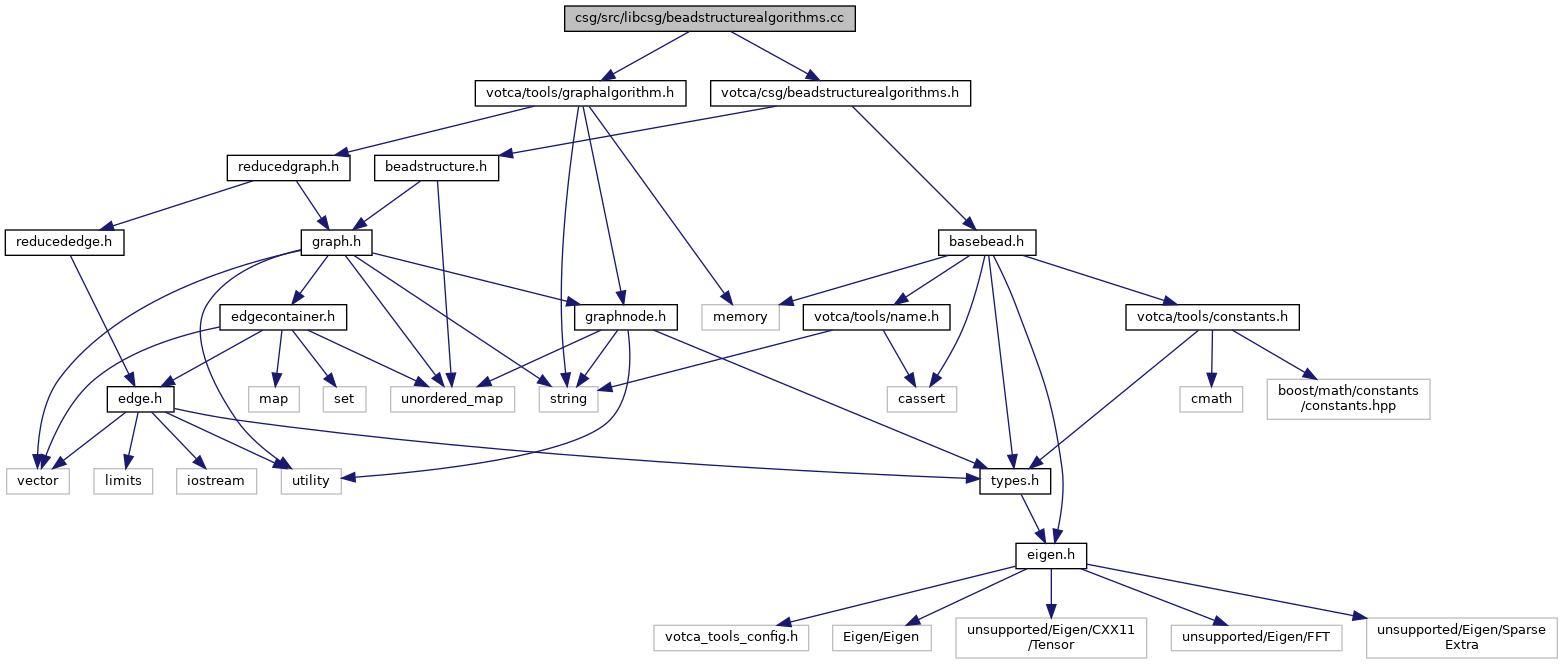 csg/src/libcsg/beadstructurealgorithms.cc
votca/tools/graphalgorithm.h
votca/csg/beadstructurealgorithms.h
reducedgraph.h
beadstructure.h
reducededge.h
graph.h
basebead.h
edgecontainer.h
graphnode.h
memory
votca/tools/name.h
votca/tools/constants.h
edge.h
map
set
unordered_map
string
cassert
cmath
boost/math/constants
/constants.hpp
vector
limits
iostream
utility
types.h
eigen.h
votca_tools_config.h
Eigen/Eigen
unsupported/Eigen/CXX11
/Tensor
unsupported/Eigen/FFT
unsupported/Eigen/Sparse
Extra